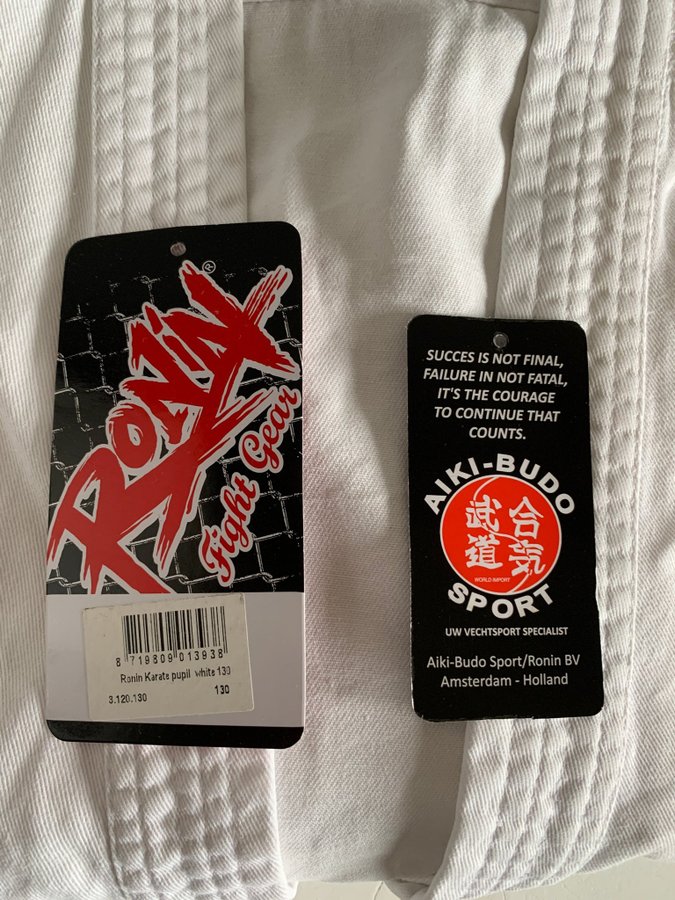 RONIN®
Fight Gear
8 719809 013938
Ronin Karate pupil white 130
3.120.130 130
SUCCES IS NOT FINAL,
FAILURE IN NOT FATAL,
IT'S THE COURAGE
TO CONTINUE THAT
COUNTS.
AIKI-BUDO
合気
武道
WORLD IMPORT
SPORT
UW VECHTSPORT SPECIALIST
Aiki-Budo Sport/Ronin BV
Amsterdam - Holland